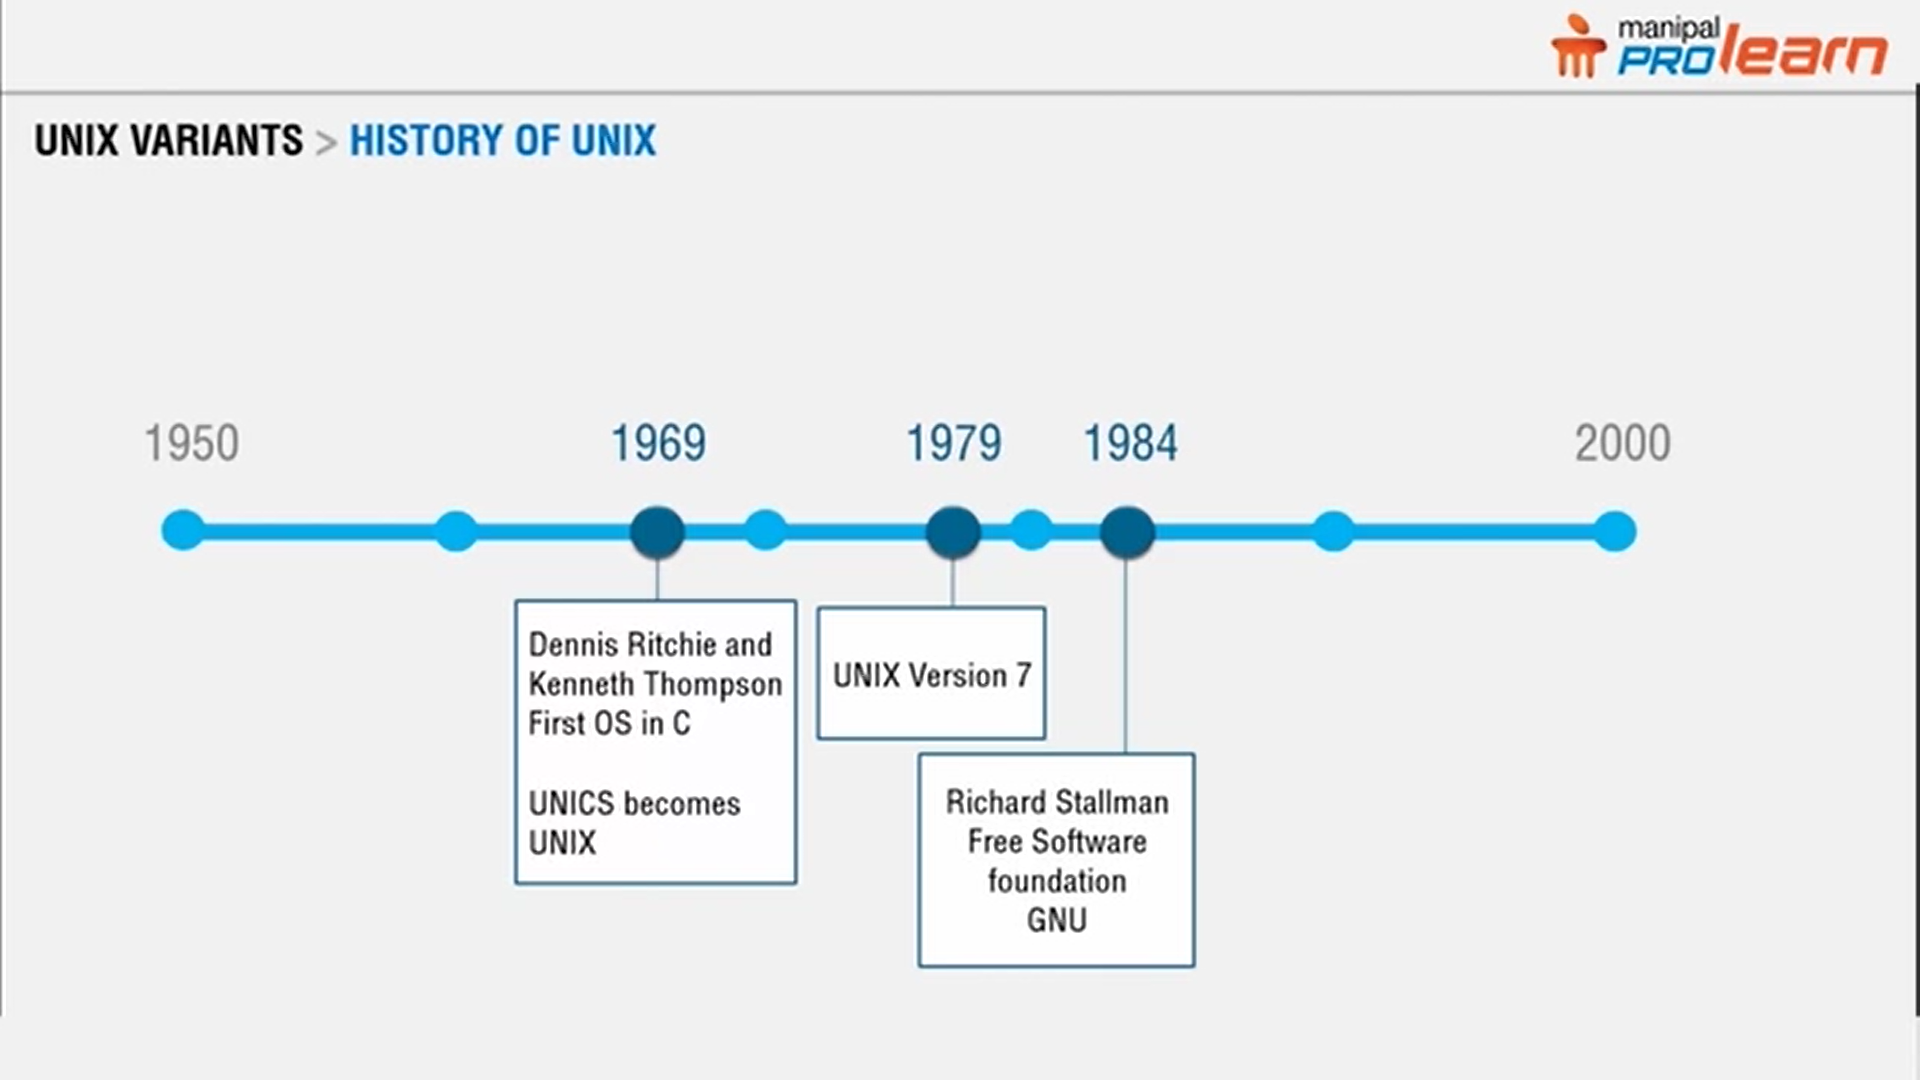 manipal
PROlearn
UNIX VARIANTS > HISTORY OF UNIX
1950
1969
1979
1984
2000
Dennis Ritchie and
Kenneth Thompson
First OS in C
UNICS becomes
UNIX
UNIX Version 7
Richard Stallman
Free Software
foundation
GNU